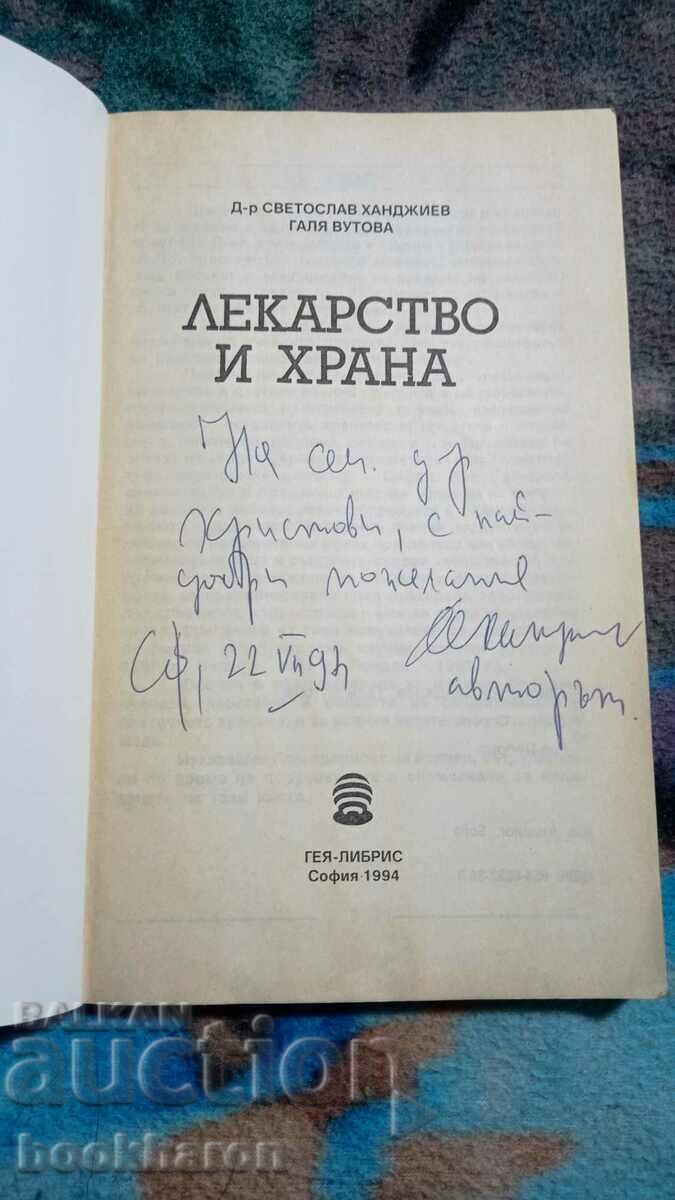 Д-р СВЕТОСЛАВ ХАНДЖИЕВ
ГАЛЯ ВУТОВА
ЛЕКАРСТВО
И ХРАНА
На сем. д-р
Христови, с най-
добри пожелания
Сф, 22 VII 94
авторът.
ГЕЯ-ЛИБРИС
София 1994
BALKAN
auction
bookharon